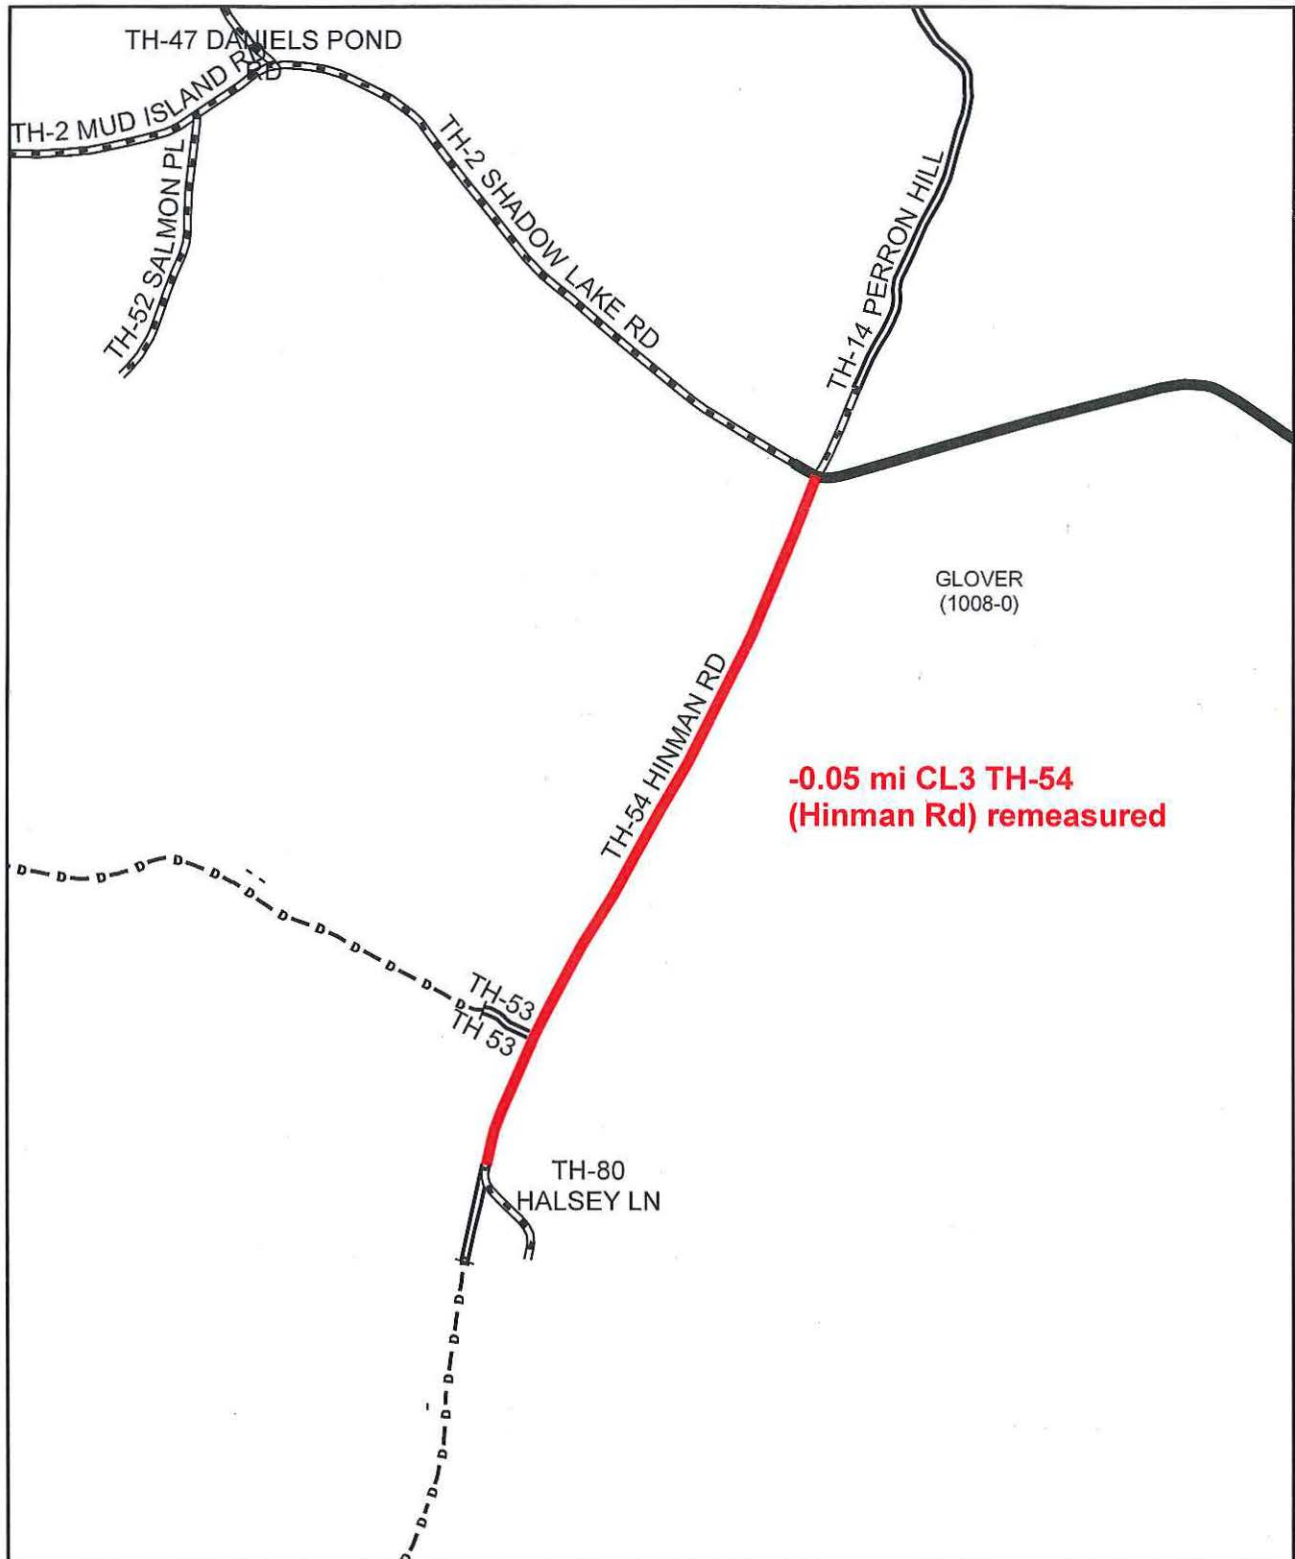 TH-47 DANIELS POND
RD
TH-2 MUD ISLAND RD
TH-52 SALMON PL
TH-2 SHADOW LAKE RD
TH-14 PERRON HILL
GLOVER
(1008-0)
TH-54 HINMAN RD
-0.05 mi CL3 TH-54
(Hinman Rd) remeasured
D D D D D D D D D D D D
TH-53
TH 53
TH-80
HALSEY LN
D D D D D D D